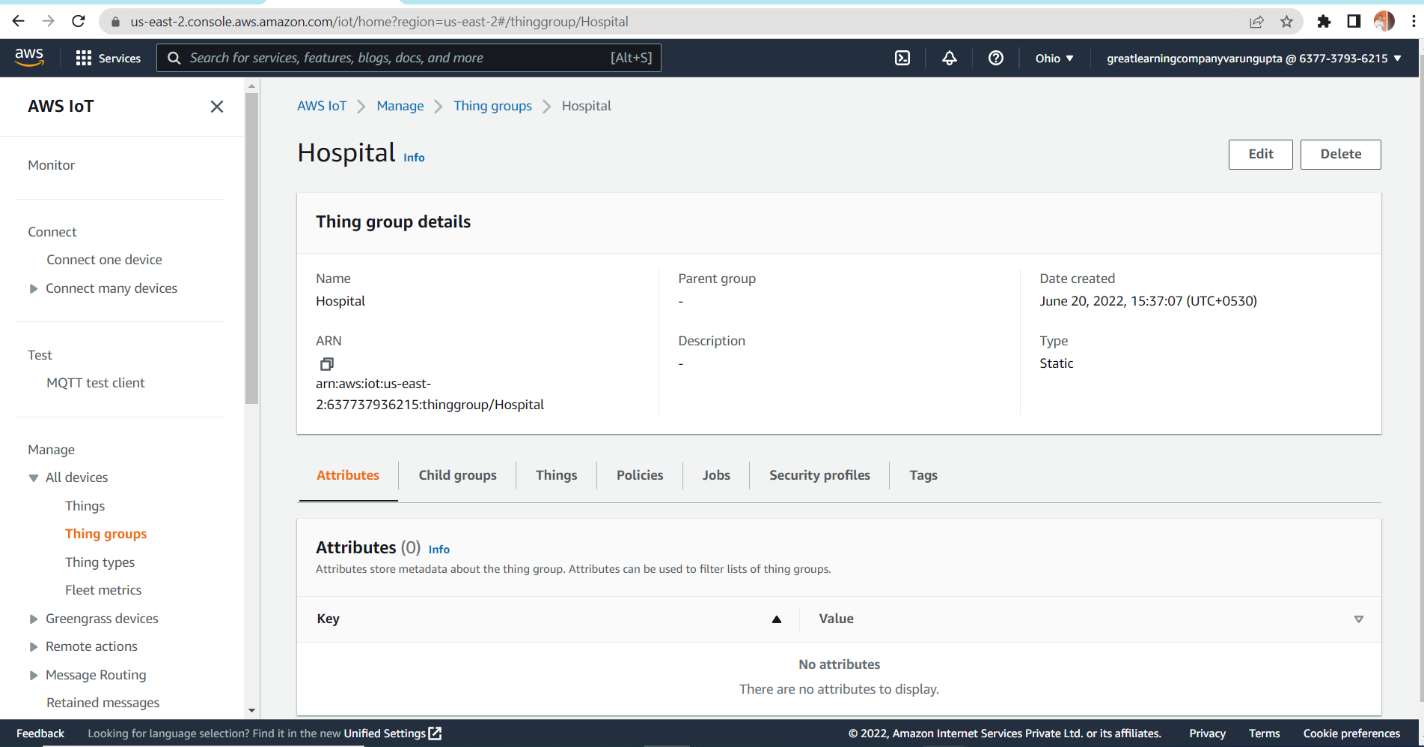 us-east-2.console.aws.amazon.com/iot/home?region=us-east-2#/thinggroup/Hospital
aws
Services
Search for services, features, blogs, docs, and more
[Alt+S]
Ohio ▼
greatlearningcompanyvarungupta @ 6377-3793-6215 ▼
AWS IoT
Monitor
Connect
Connect one device
Connect many devices
Test
MQTT test client
Manage
All devices
Things
Thing groups
Thing types
Fleet metrics
Greengrass devices
Remote actions
Message Routing
Retained messages
AWS IoT > Manage > Thing groups > Hospital
Hospital Info
Edit
Delete
Thing group details
Name
Hospital
ARN
arn:aws:iot:us-east-
2:637737936215:thinggroup/Hospital
Parent group
-
Description
-
Date created
June 20, 2022, 15:37:07 (UTC+0530)
Type
Static
Attributes
Child groups
Things
Policies
Jobs
Security profiles
Tags
Attributes (0) Info
Attributes store metadata about the thing group. Attributes can be used to filter lists of thing groups.
Key
Value
No attributes
There are no attributes to display.
Feedback
Looking for language selection? Find it in the new Unified Settings
© 2022, Amazon Internet Services Private Ltd. or its affiliates.
Privacy
Terms
Cookie preferences